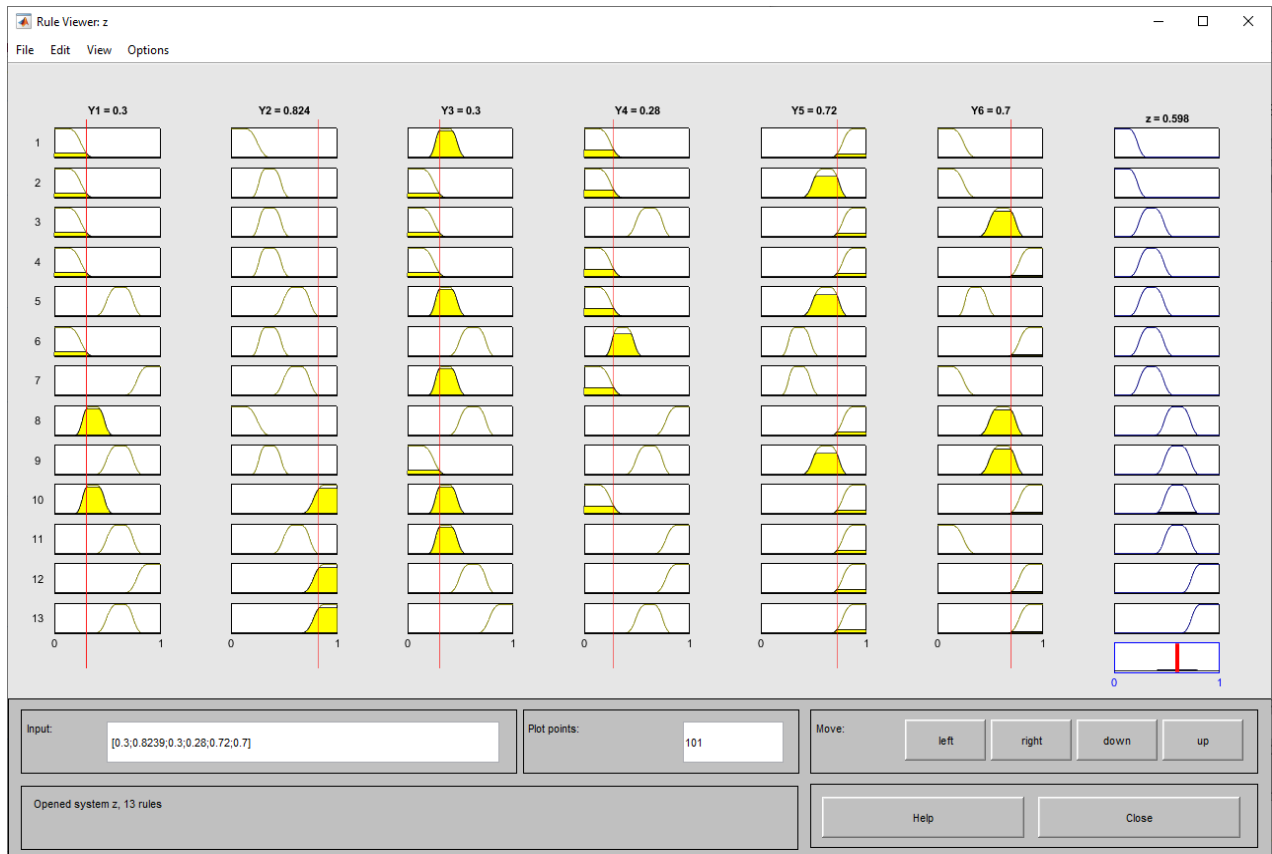 Rule Viewer: z
File Edit View Options
Y1 = 0.3 Y2 = 0.824 Y3 = 0.3 Y4 = 0.28 Y5 = 0.72 Y6 = 0.7 z = 0.598
1
2
3
4
5
6
7
8
9
10
11
12
13
0 1 0 1 0 1 0 1 0 1 0 1
0 1
Input: [0.3;0.8239;0.3;0.28;0.72;0.7] Plot points: 101 Move: left right down up
Opened system z, 13 rules Help Close